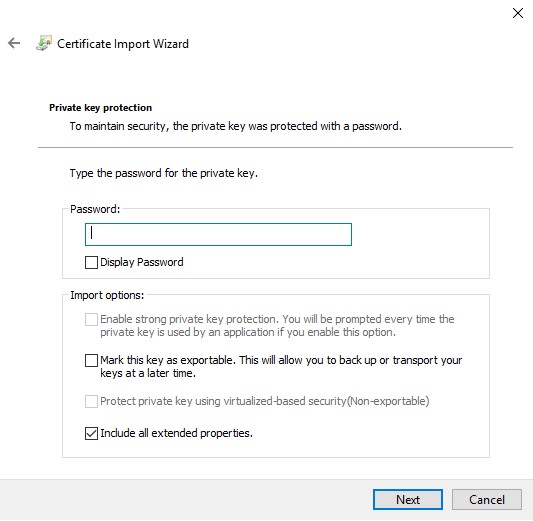 Certificate Import Wizard
Private key protection
To maintain security, the private key was protected with a password.
Type the password for the private key.
Password:
Display Password
Import options:
Enable strong private key protection. You will be prompted every time the
private key is used by an application if you enable this option.
Mark this key as exportable. This will allow you to back up or transport your
keys at a later time.
Protect private key using virtualized-based security(Non-exportable)
Include all extended properties.
Next
Cancel